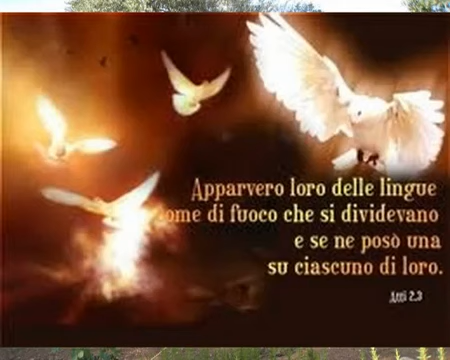 Apparvero loro delle lingue
ome di fuoco che si dividevano
e se ne posò una
su ciascuno di loro.
Atti 2,3